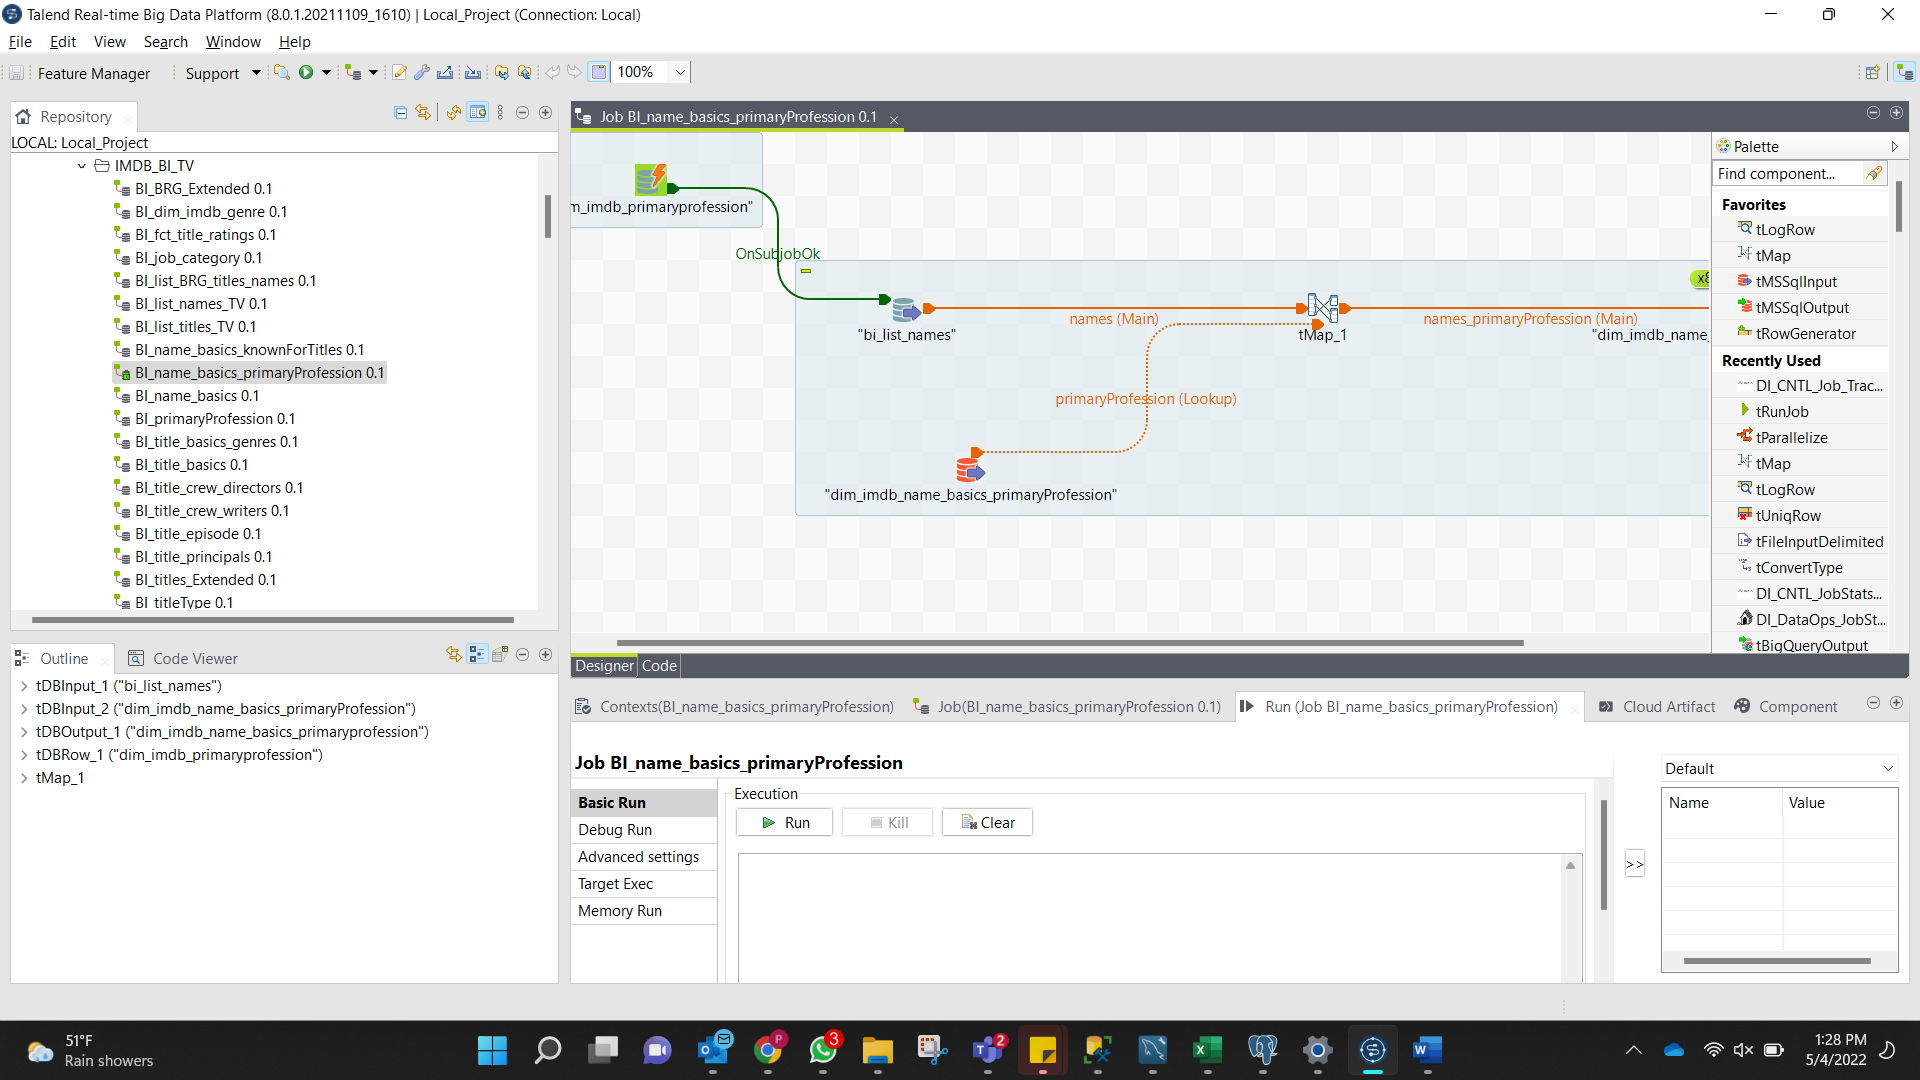 Talend Real-time Big Data Platform (8.0.1.20211109_1610) | Local_Project (Connection: Local)
File Edit View Search Window Help
Feature Manager Support 100%
Repository
LOCAL: Local_Project
IMDB_BI_TV
BI_BRG_Extended 0.1
BI_dim_imdb_genre 0.1
BI_fct_title_ratings 0.1
BI_job_category 0.1
BI_list_BRG_titles_names 0.1
BI_list_names_TV 0.1
BI_list_titles_TV 0.1
BI_name_basics_knownForTitles 0.1
BI_name_basics_primaryProfession 0.1
BI_name_basics 0.1
BI_primaryProfession 0.1
BI_title_basics_genres 0.1
BI_title_basics 0.1
BI_title_crew_directors 0.1
BI_title_crew_writers 0.1
BI_title_episode 0.1
BI_title_principals 0.1
BI_titles_Extended 0.1
BI_titleType 0.1
Outline Code Viewer
tDBInput_1 ("bi_list_names")
tDBInput_2 ("dim_imdb_name_basics_primaryProfession")
tDBOutput_1 ("dim_imdb_name_basics_primaryprofession")
tDBRow_1 ("dim_imdb_primaryprofession")
tMap_1
Job BI_name_basics_primaryProfession 0.1
m_imdb_primaryprofession"
OnSubjobOk
x8
names (Main)
names_primaryProfession (Main)
"bi_list_names"
tMap_1
"dim_imdb_name_
primaryProfession (Lookup)
"dim_imdb_name_basics_primaryProfession"
Designer Code
Palette
Find component...
Favorites
tLogRow
tMap
tMSSqlInput
tMSSqlOutput
tRowGenerator
Recently Used
DI_CNTL_Job_Trac...
tRunJob
tParallelize
tMap
tLogRow
tUniqRow
tFileInputDelimited
tConvertType
DI_CNTL_JobStats...
DI_DataOps_JobSt...
tBigQueryOutput
Contexts(BI_name_basics_primaryProfession) Job(BI_name_basics_primaryProfession 0.1) Run (Job BI_name_basics_primaryProfession) Cloud Artifact Component
Job BI_name_basics_primaryProfession
Basic Run
Debug Run
Advanced settings
Target Exec
Memory Run
Execution
Run Kill Clear
>>
Default
Name Value
51°F
Rain showers
P
3
2
1:28 PM
5/4/2022